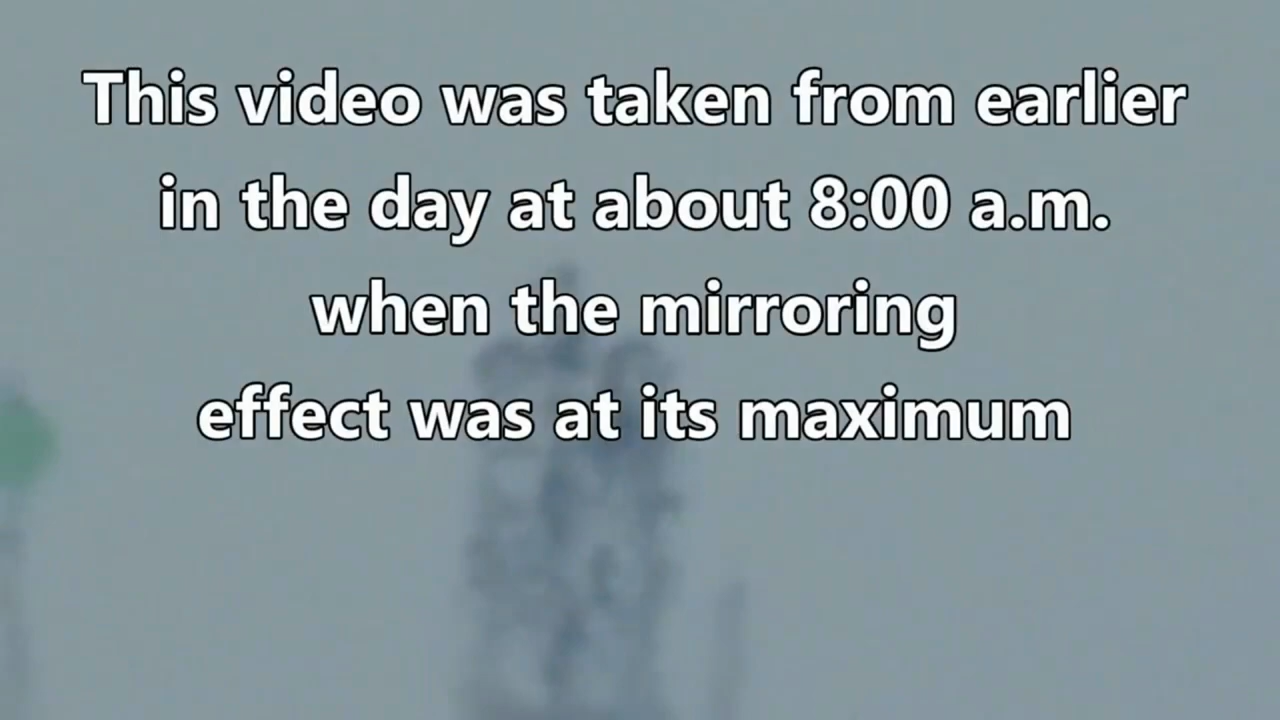 This video was taken from earlier
in the day at about 8:00 a.m.
when the mirroring
effect was at its maximum